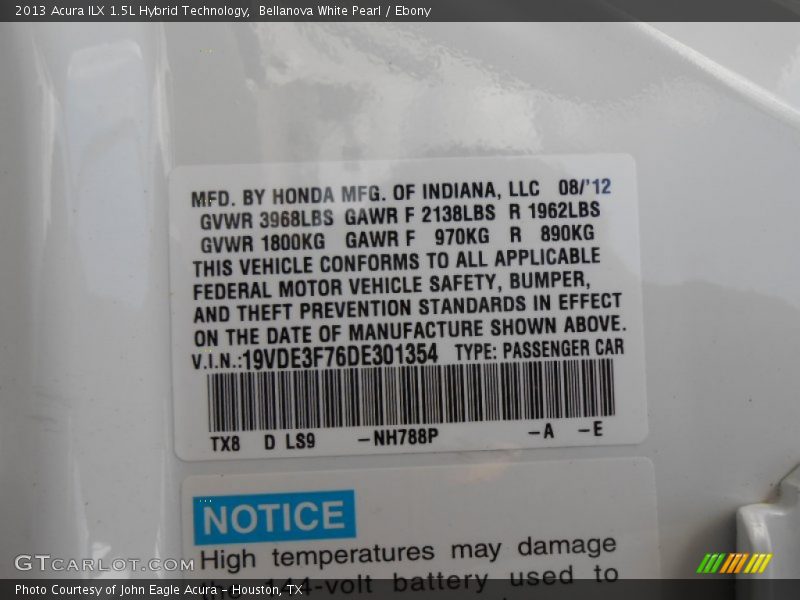 2013 Acura ILX 1.5L Hybrid Technology,  Bellanova White Pearl / Ebony
MFD. BY HONDA MFG. OF INDIANA, LLC 08/'12
GVWR 3968LBS GAWR F 2138LBS R 1962LBS
GVWR 1800KG GAWR F 970KG R 890KG
THIS VEHICLE CONFORMS TO ALL APPLICABLE
FEDERAL MOTOR VEHICLE SAFETY, BUMPER,
AND THEFT PREVENTION STANDARDS IN EFFECT
ON THE DATE OF MANUFACTURE SHOWN ABOVE.
V.I.N.:19VDE3F76DE301354 TYPE: PASSENGER CAR
TX8 D LS9 -NH788P -A -E
NOTICE
High temperatures may damage
the 144-volt battery used to
GTCARLOT.COM
Photo Courtesy of John Eagle Acura - Houston, TX